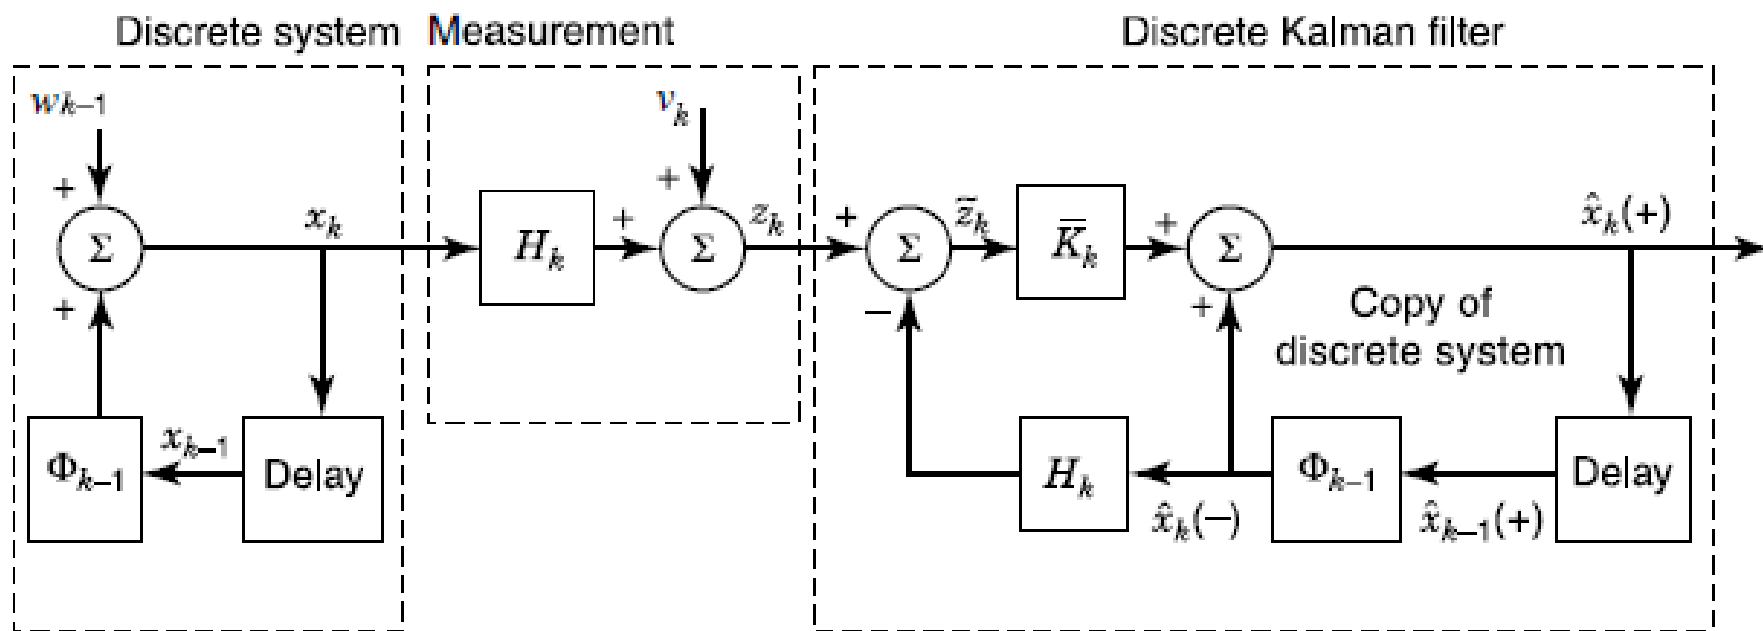 Discrete system
Measurement
Discrete Kalman filter
wk−1
+
Σ
+
xk
Φk−1
xk−1
Delay
Hk
+
vk
+
Σ
zk
+
Σ
−
z̄k
K̄k
+
Σ
+
x̂k(+)
Copy of
discrete system
Hk
x̂k(−)
Φk−1
x̂k−1(+)
Delay